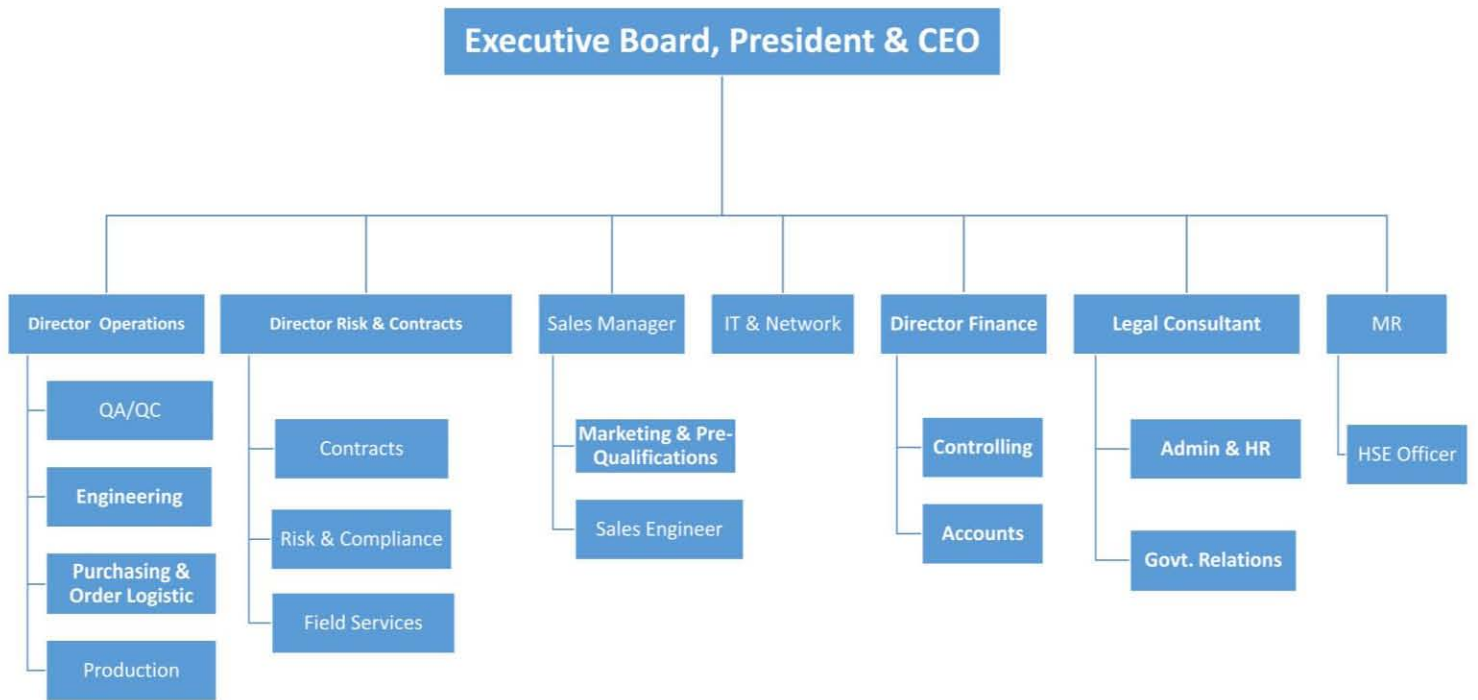 Executive Board, President & CEO
Director Operations
Director Risk & Contracts
Sales Manager
IT & Network
Director Finance
Legal Consultant
MR
QA/QC
Engineering
Purchasing &
Order Logistic
Production
Contracts
Risk & Compliance
Field Services
Marketing & Pre-
Qualifications
Sales Engineer
Controlling
Accounts
Admin & HR
Govt. Relations
HSE Officer